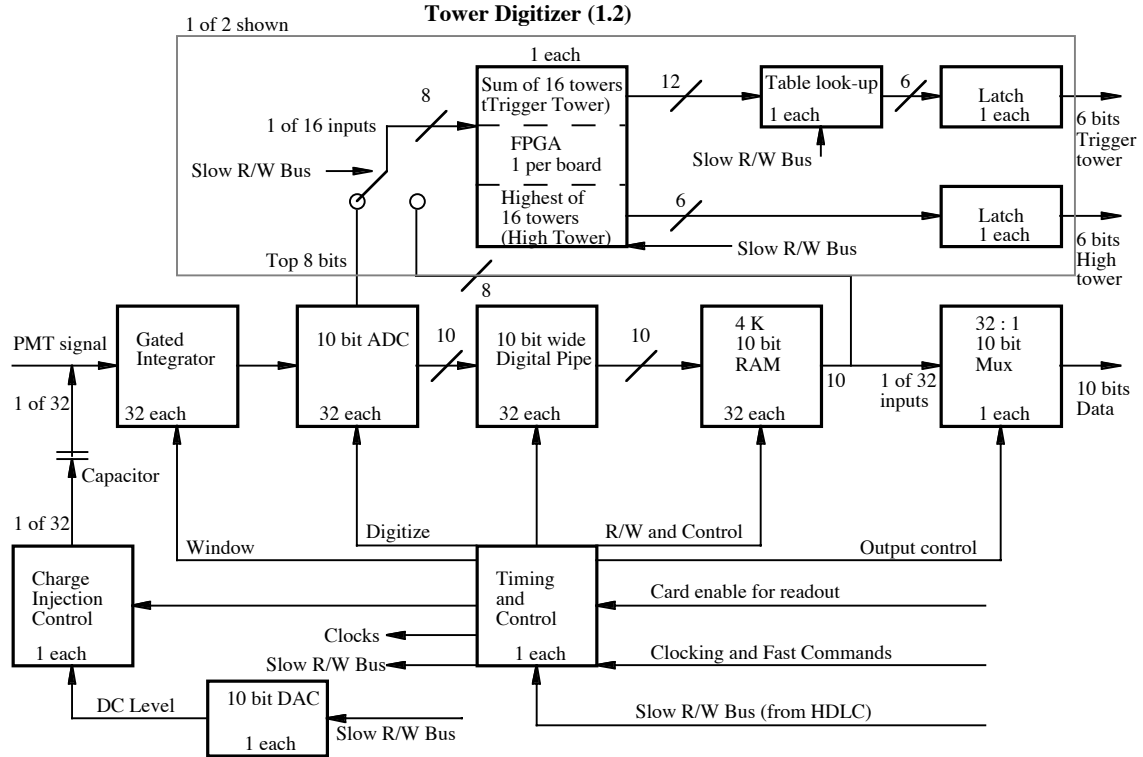 Tower Digitizer (1.2)
1 of 2 shown
1 each
Sum of 16 towers
tTrigger Tower)
FPGA
1 per board
Highest of
16 towers
(High Tower)
8
1 of 16 inputs
Slow R/W Bus
12
Table look-up
1 each
Slow R/W Bus
6
Latch
1 each
6 bits
Trigger
tower
6
Latch
1 each
6 bits
High
tower
Slow R/W Bus
Top 8 bits
8
PMT signal
Gated
Integrator
32 each
10 bit ADC
32 each
10
10 bit wide
Digital Pipe
32 each
10
4 K
10 bit
RAM
32 each
10
1 of 32
inputs
32 : 1
10 bit
Mux
1 each
10 bits
Data
1 of 32
Capacitor
1 of 32
Window
Digitize
R/W and Control
Output control
Charge
Injection
Control
1 each
Timing
and
Control
1 each
Card enable for readout
Clocks
Slow R/W Bus
Clocking and Fast Commands
DC Level
10 bit DAC
1 each
Slow R/W Bus
Slow R/W Bus (from HDLC)